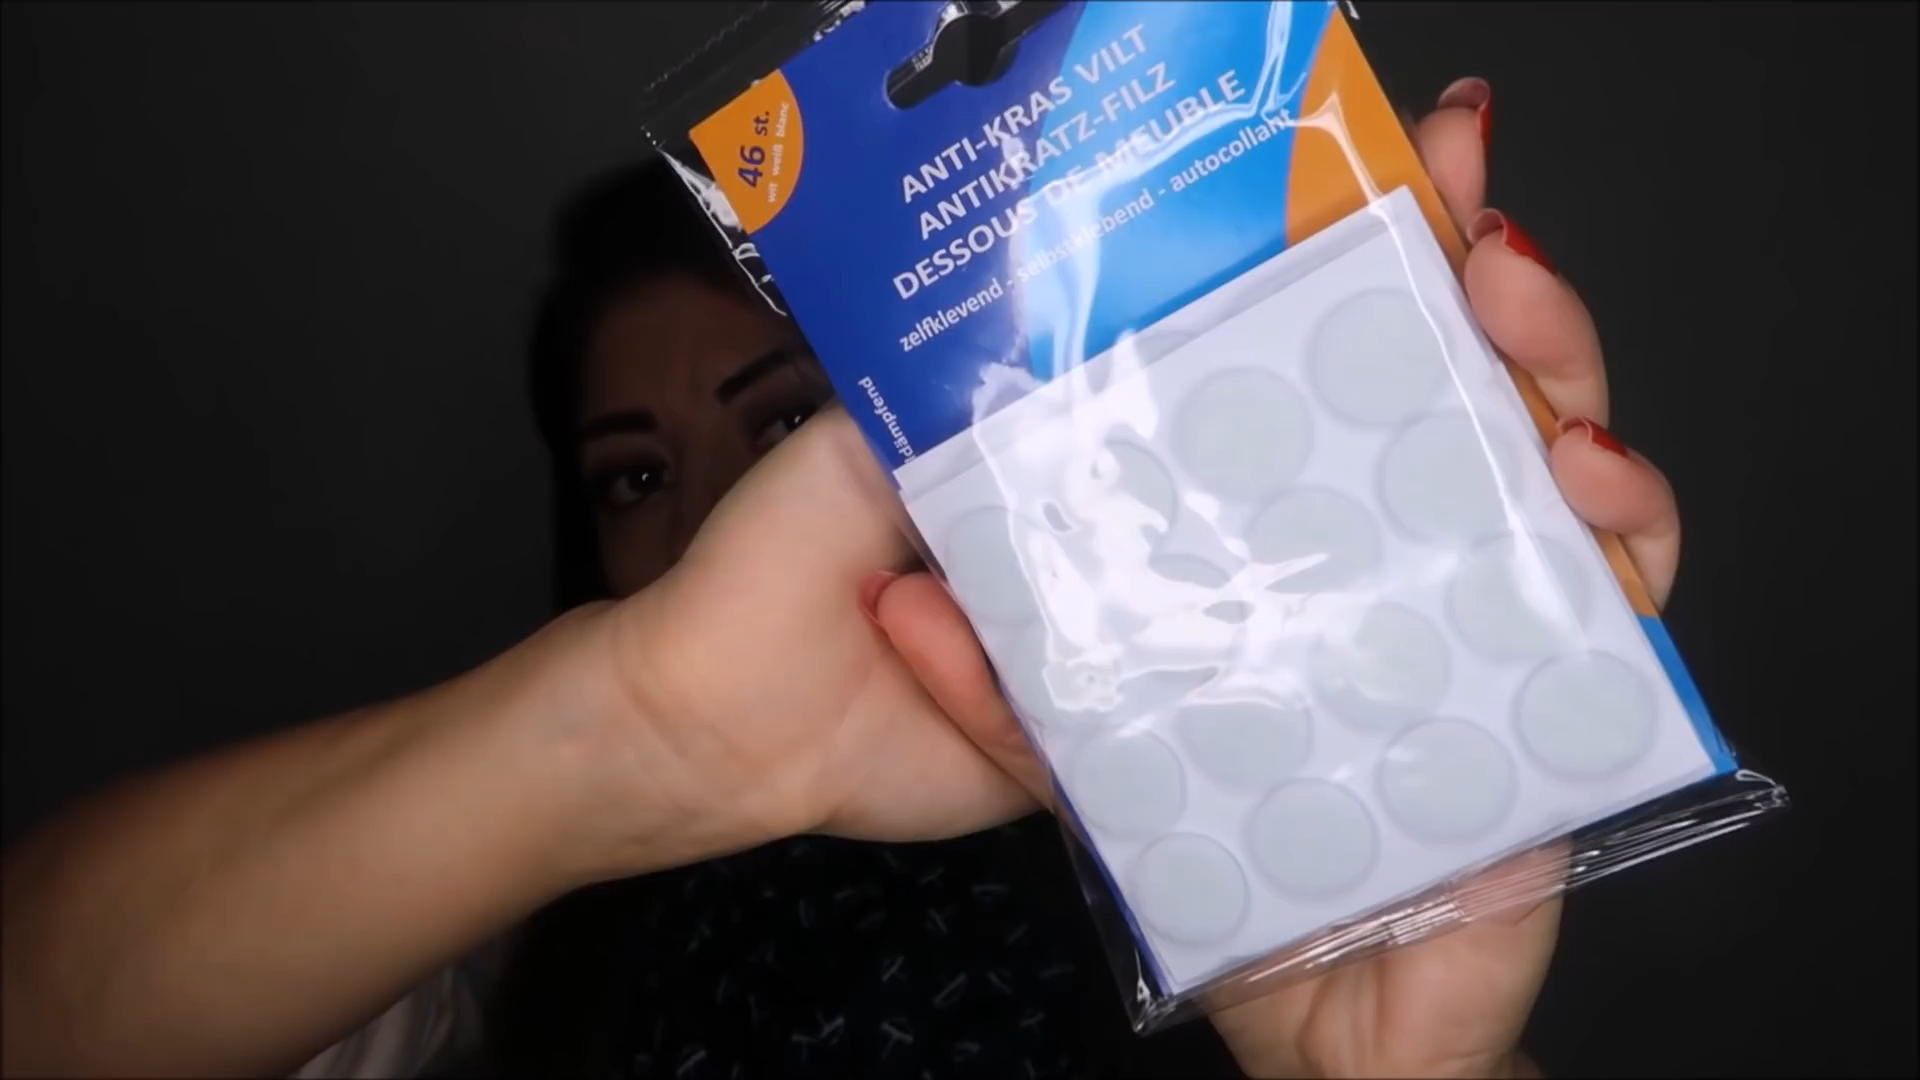 46 st.
wit weiß blanc
ANTI-KRAS VILT
ANTIKRATZ-FILZ
DESSOUS DE MEUBLE
zelfklevend - selbstklebend - autocollant